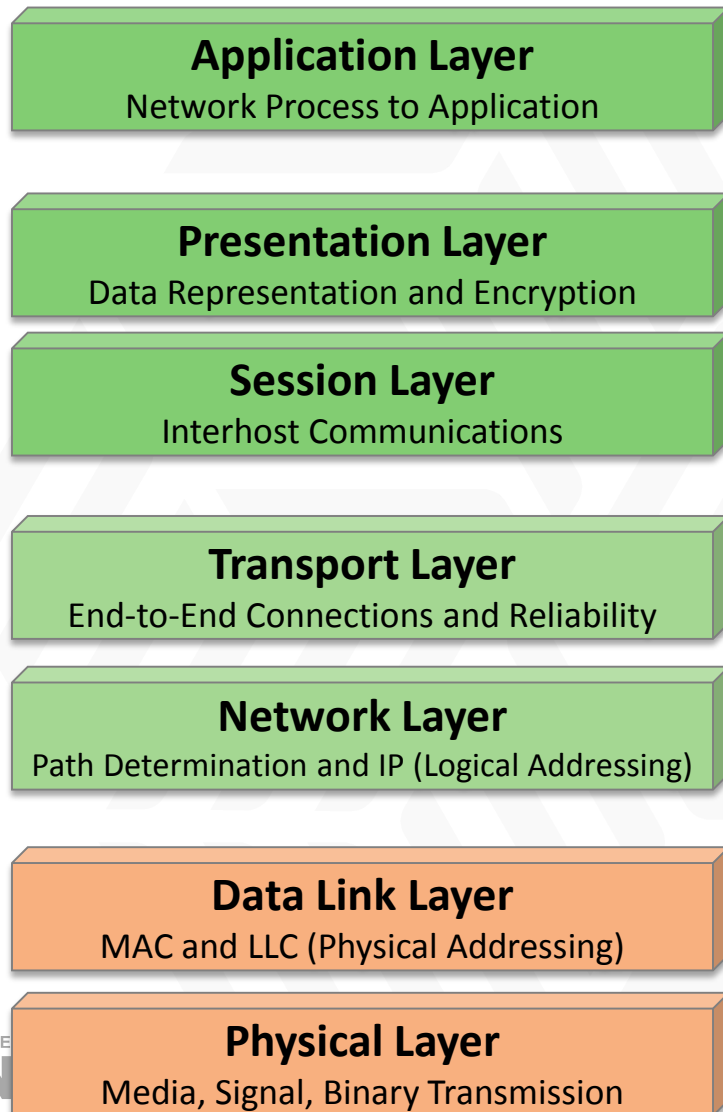 Application Layer
Network Process to Application
Presentation Layer
Data Representation and Encryption
Session Layer
Interhost Communications
Transport Layer
End-to-End Connections and Reliability
Network Layer
Path Determination and IP (Logical Addressing)
Data Link Layer
MAC and LLC (Physical Addressing)
Physical Layer
Media, Signal, Binary Transmission